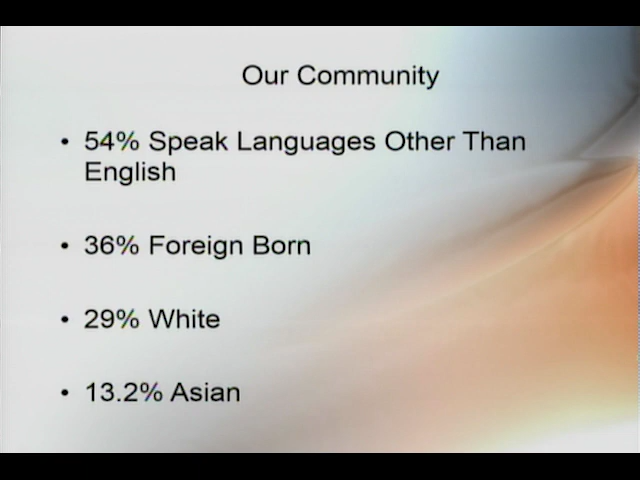 Our Community
• 54% Speak Languages Other Than
English
• 36% Foreign Born
• 29% White
• 13.2% Asian